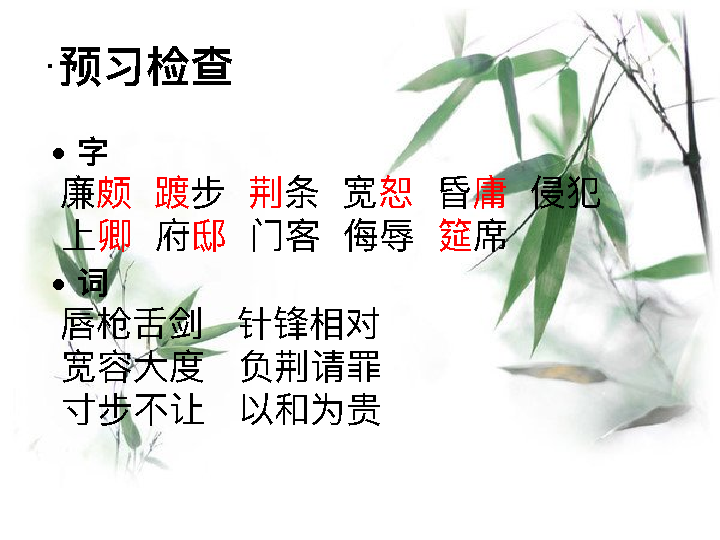 ·预习检查
• 字
廉颇 踱步 荆条 宽恕 昏庸 侵犯
上卿 府邸 门客 侮辱 筵席
• 词
唇枪舌剑 针锋相对
宽容大度 负荆请罪
寸步不让 以和为贵